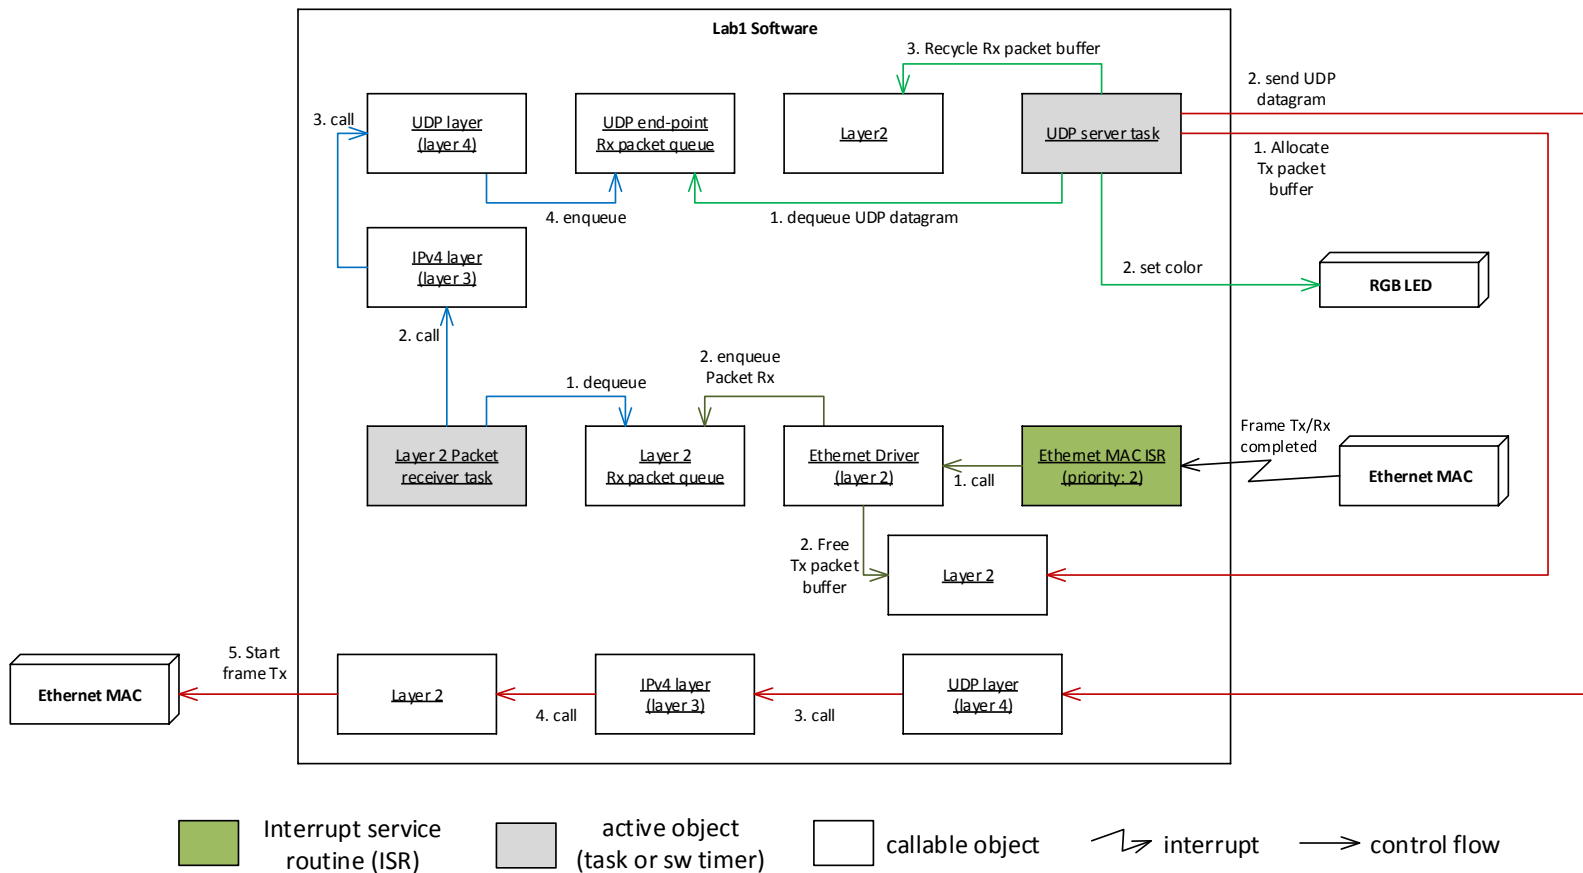 Lab1 Software
3. Recycle Rx packet buffer
2. send UDP
datagram
3. call
UDP layer
(layer 4)
UDP end-point
Rx packet queue
Layer2
UDP server task
1. Allocate
Tx packet
buffer
4. enqueue
1. dequeue UDP datagram
IPv4 layer
(layer 3)
2. set color
RGB LED
2. call
2. enqueue
Packet Rx
1. dequeue
Frame Tx/Rx
completed
Layer 2 Packet
receiver task
Layer 2
Rx packet queue
Ethernet Driver
(layer 2)
1. call
Ethernet MAC ISR
(priority: 2)
Ethernet MAC
2. Free
Tx packet
buffer
Layer 2
5. Start
frame Tx
Ethernet MAC
Layer 2
4. call
IPv4 layer
(layer 3)
3. call
UDP layer
(layer 4)
Interrupt service
routine (ISR)
active object
(task or sw timer)
callable object
interrupt
control flow